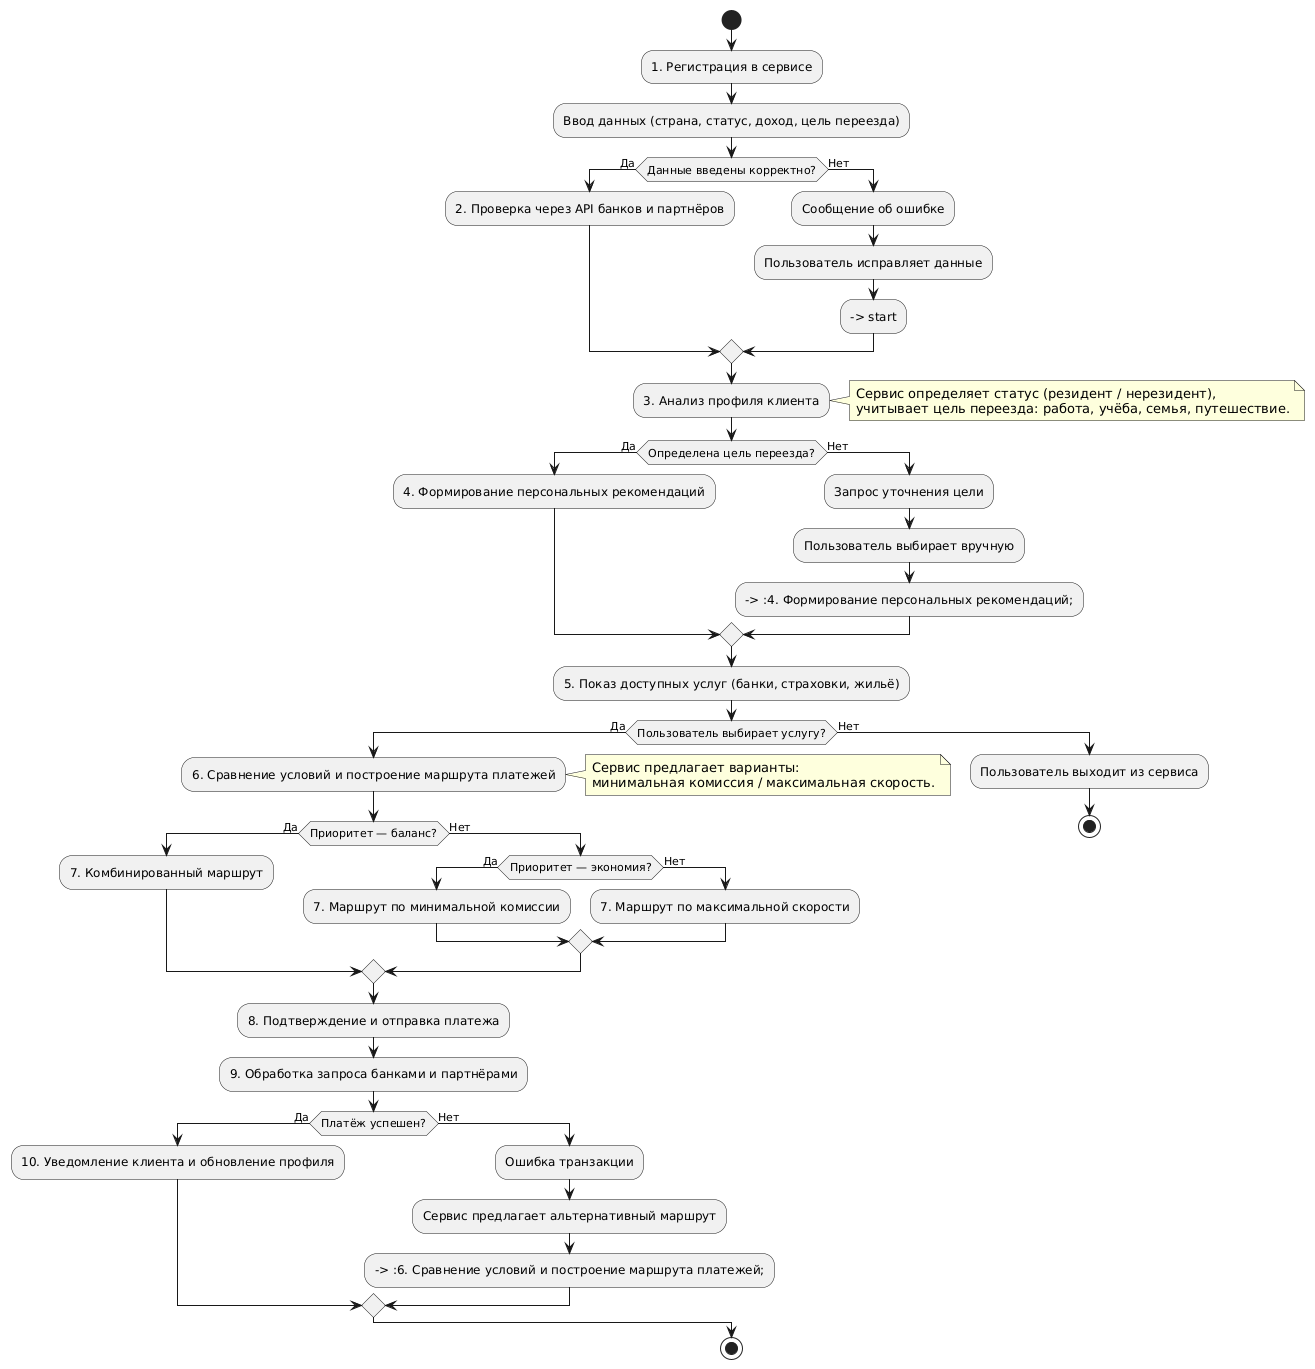 1. Регистрация в сервисе
Ввод данных (страна, статус, доход, цель переезда)
Да
Данные введены корректно?
Нет
2. Проверка через API банков и партнёров
Сообщение об ошибке
Пользователь исправляет данные
-> start
3. Анализ профиля клиента
Сервис определяет статус (резидент / нерезидент),
учитывает цель переезда: работа, учёба, семья, путешествие.
Да
Определена цель переезда?
Нет
4. Формирование персональных рекомендаций
Запрос уточнения цели
Пользователь выбирает вручную
-> :4. Формирование персональных рекомендаций;
5. Показ доступных услуг (банки, страховки, жильё)
Да
Пользователь выбирает услугу?
Нет
6. Сравнение условий и построение маршрута платежей
Сервис предлагает варианты:
минимальная комиссия / максимальная скорость.
Пользователь выходит из сервиса
Да
Приоритет — баланс?
Нет
7. Комбинированный маршрут
Да
Приоритет — экономия?
Нет
7. Маршрут по минимальной комиссии
7. Маршрут по максимальной скорости
8. Подтверждение и отправка платежа
9. Обработка запроса банками и партнёрами
Да
Платёж успешен?
Нет
10. Уведомление клиента и обновление профиля
Ошибка транзакции
Сервис предлагает альтернативный маршрут
-> :6. Сравнение условий и построение маршрута платежей;